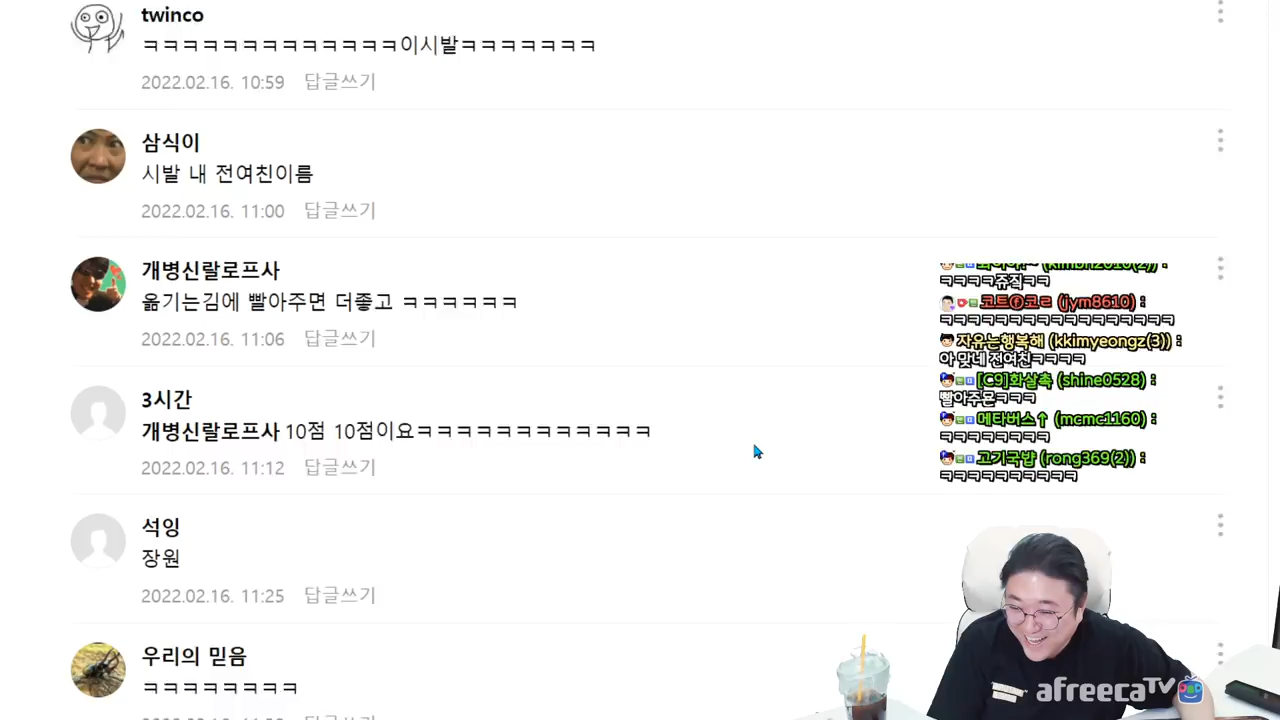 twinco
ㅋㅋㅋㅋㅋㅋㅋㅋㅋㅋㅋㅋㅋ이시발ㅋㅋㅋㅋㅋㅋㅋ
2022.02.16. 10:59 답글쓰기
삼식이
시발 내 전여친이름
2022.02.16. 11:00 답글쓰기
개병신랄로프사
옮기는김에 빨아주면 더좋고 ㅋㅋㅋㅋㅋㅋ
2022.02.16. 11:06 답글쓰기
3시간
개병신랄로프사 10점 10점이요ㅋㅋㅋㅋㅋㅋㅋㅋㅋㅋㅋㅋ
2022.02.16. 11:12 답글쓰기
석잉
장원
2022.02.16. 11:25 답글쓰기
우리의 믿음
ㅋㅋㅋㅋㅋㅋㅋㅋ
ㅋㅋㅋㅋ쥬짘ㅋㅋ
코트ⓕ코ㄹ (jym8610) :
ㅋㅋㅋㅋㅋㅋㅋㅋㅋㅋㅋㅋㅋㅋㅋㅋㅋ
자유는행복해 (kkimyeongz(3)) :
아 맞네 전여친ㅋㅋㅋㅋ
[C9]화살촉 (shine0528) :
빨아주몬ㅋㅋㅋ
메타버스↑ (mcmc1160) :
ㅋㅋㅋㅋㅋㅋㅋㅋ
고기국밥 (rong369(2)) :
ㅋㅋㅋㅋㅋㅋㅋㅋㅋㅋ
afreecaTV